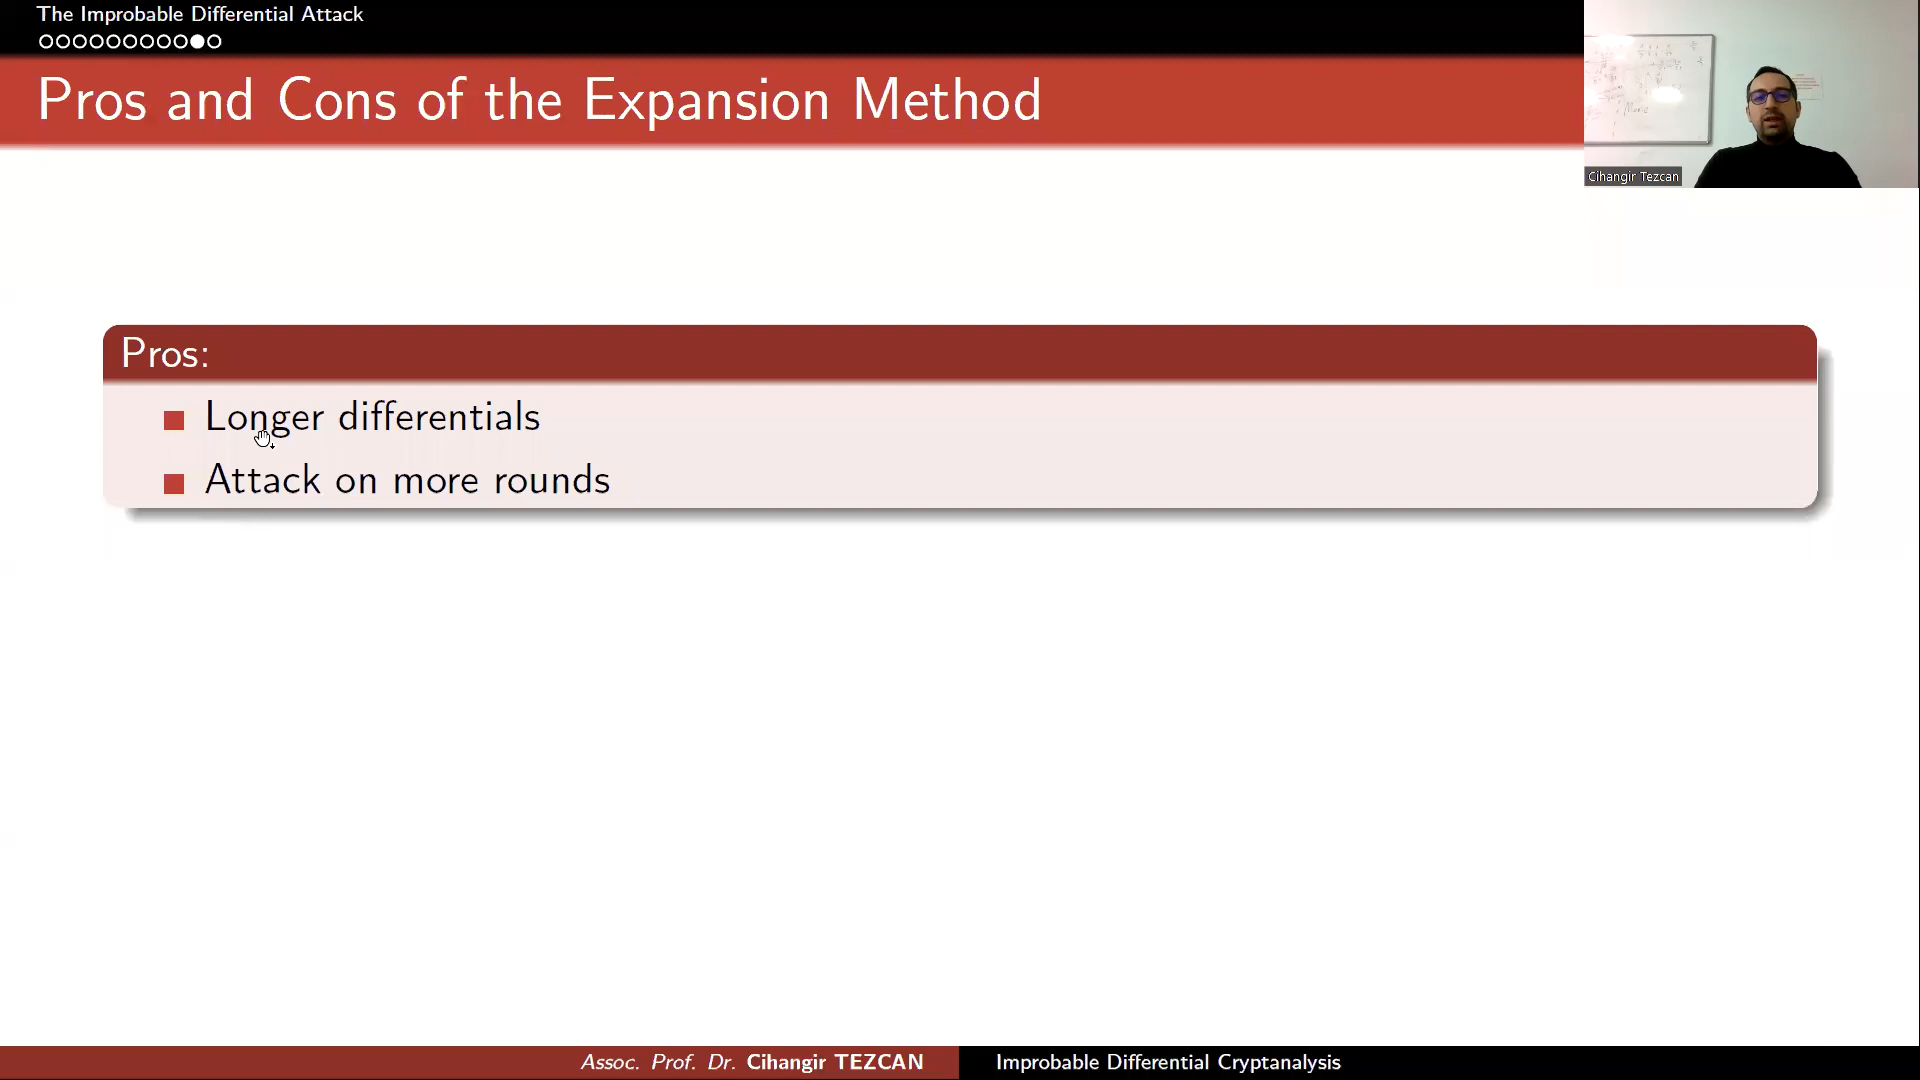 The Improbable Differential Attack
Pros and Cons of the Expansion Method
Cihangir Tezcan
Pros:
Longer differentials
Attack on more rounds
Assoc. Prof. Dr. Cihangir TEZCAN
Improbable Differential Cryptanalysis